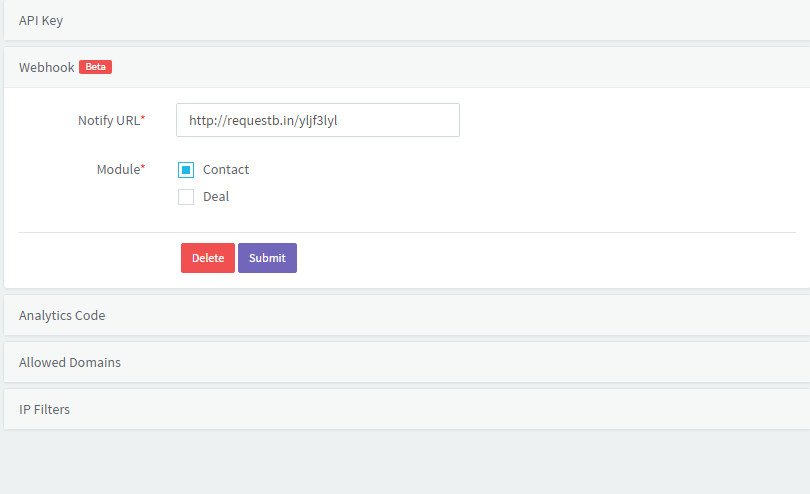 API Key
Webhook Beta
Notify URL* http://requestb.in/yljf3lyl
Module* Contact
Deal
Delete Submit
Analytics Code
Allowed Domains
IP Filters